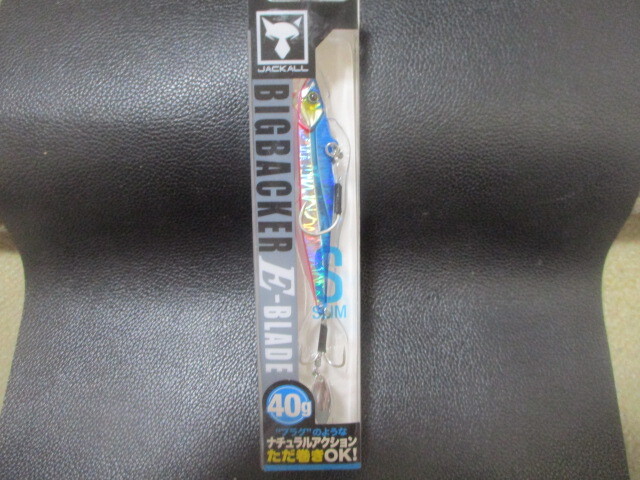 JACKALL
BIGBACKER E-BLADE
SLIM
40g
"プラグ"のような
ナチュラルアクション
ただ巻きOK!